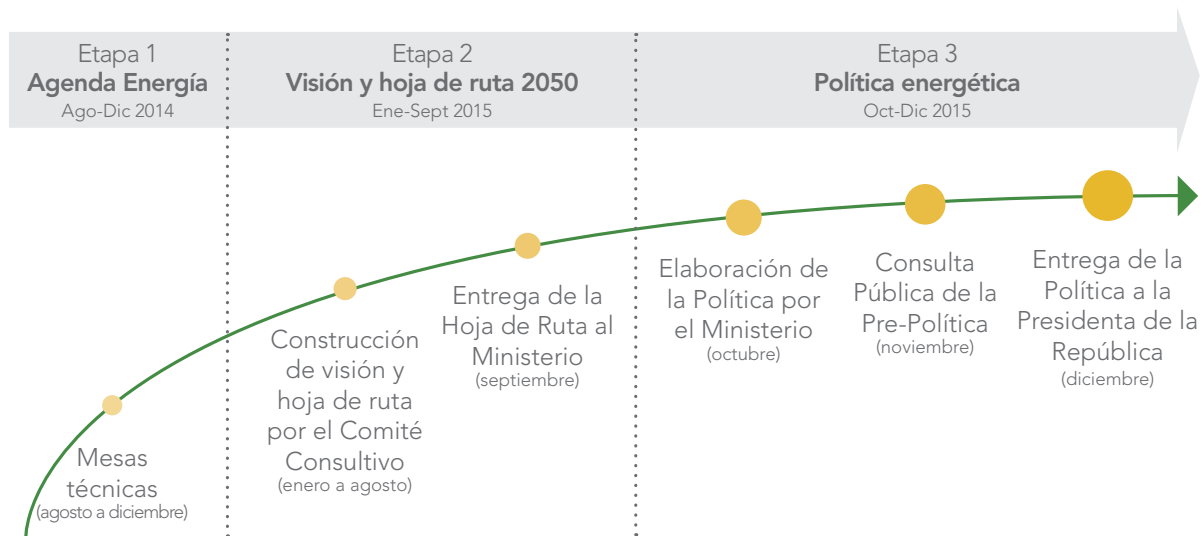 Etapa 1
Agenda Energía
Ago-Dic 2014
Etapa 2
Visión y hoja de ruta 2050
Ene-Sept 2015
Etapa 3
Política energética
Oct-Dic 2015
Mesas
técnicas
(agosto a diciembre)
Construcción
de visión y
hoja de ruta
por el Comité
Consultivo
(enero a agosto)
Entrega de la
Hoja de Ruta al
Ministerio
(septiembre)
Elaboración de
la Política por
el Ministerio
(octubre)
Consulta
Pública de la
Pre-Política
(noviembre)
Entrega de la
Política a la
Presidenta de la
República
(diciembre)